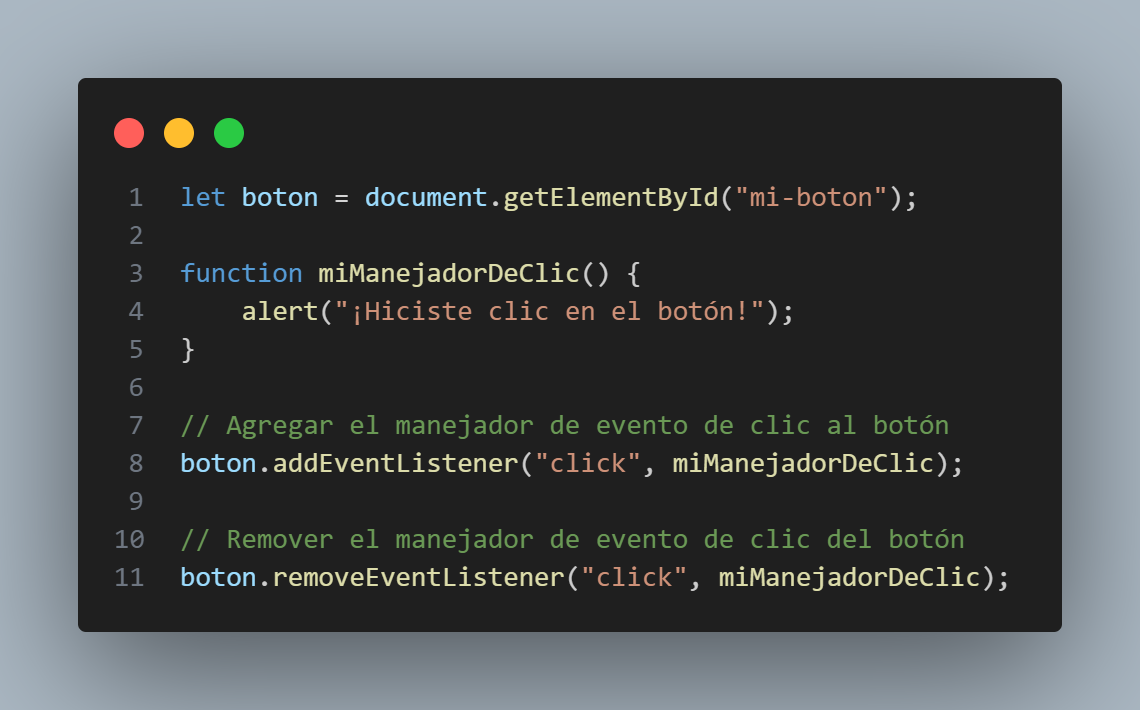 1 let boton = document.getElementById("mi-boton");
2
3 function miManejadorDeClic() {
4     alert("¡Hiciste clic en el botón!");
5 }
6
7 // Agregar el manejador de evento de clic al botón
8 boton.addEventListener("click", miManejadorDeClic);
9
10 // Remover el manejador de evento de clic del botón
11 boton.removeEventListener("click", miManejadorDeClic);